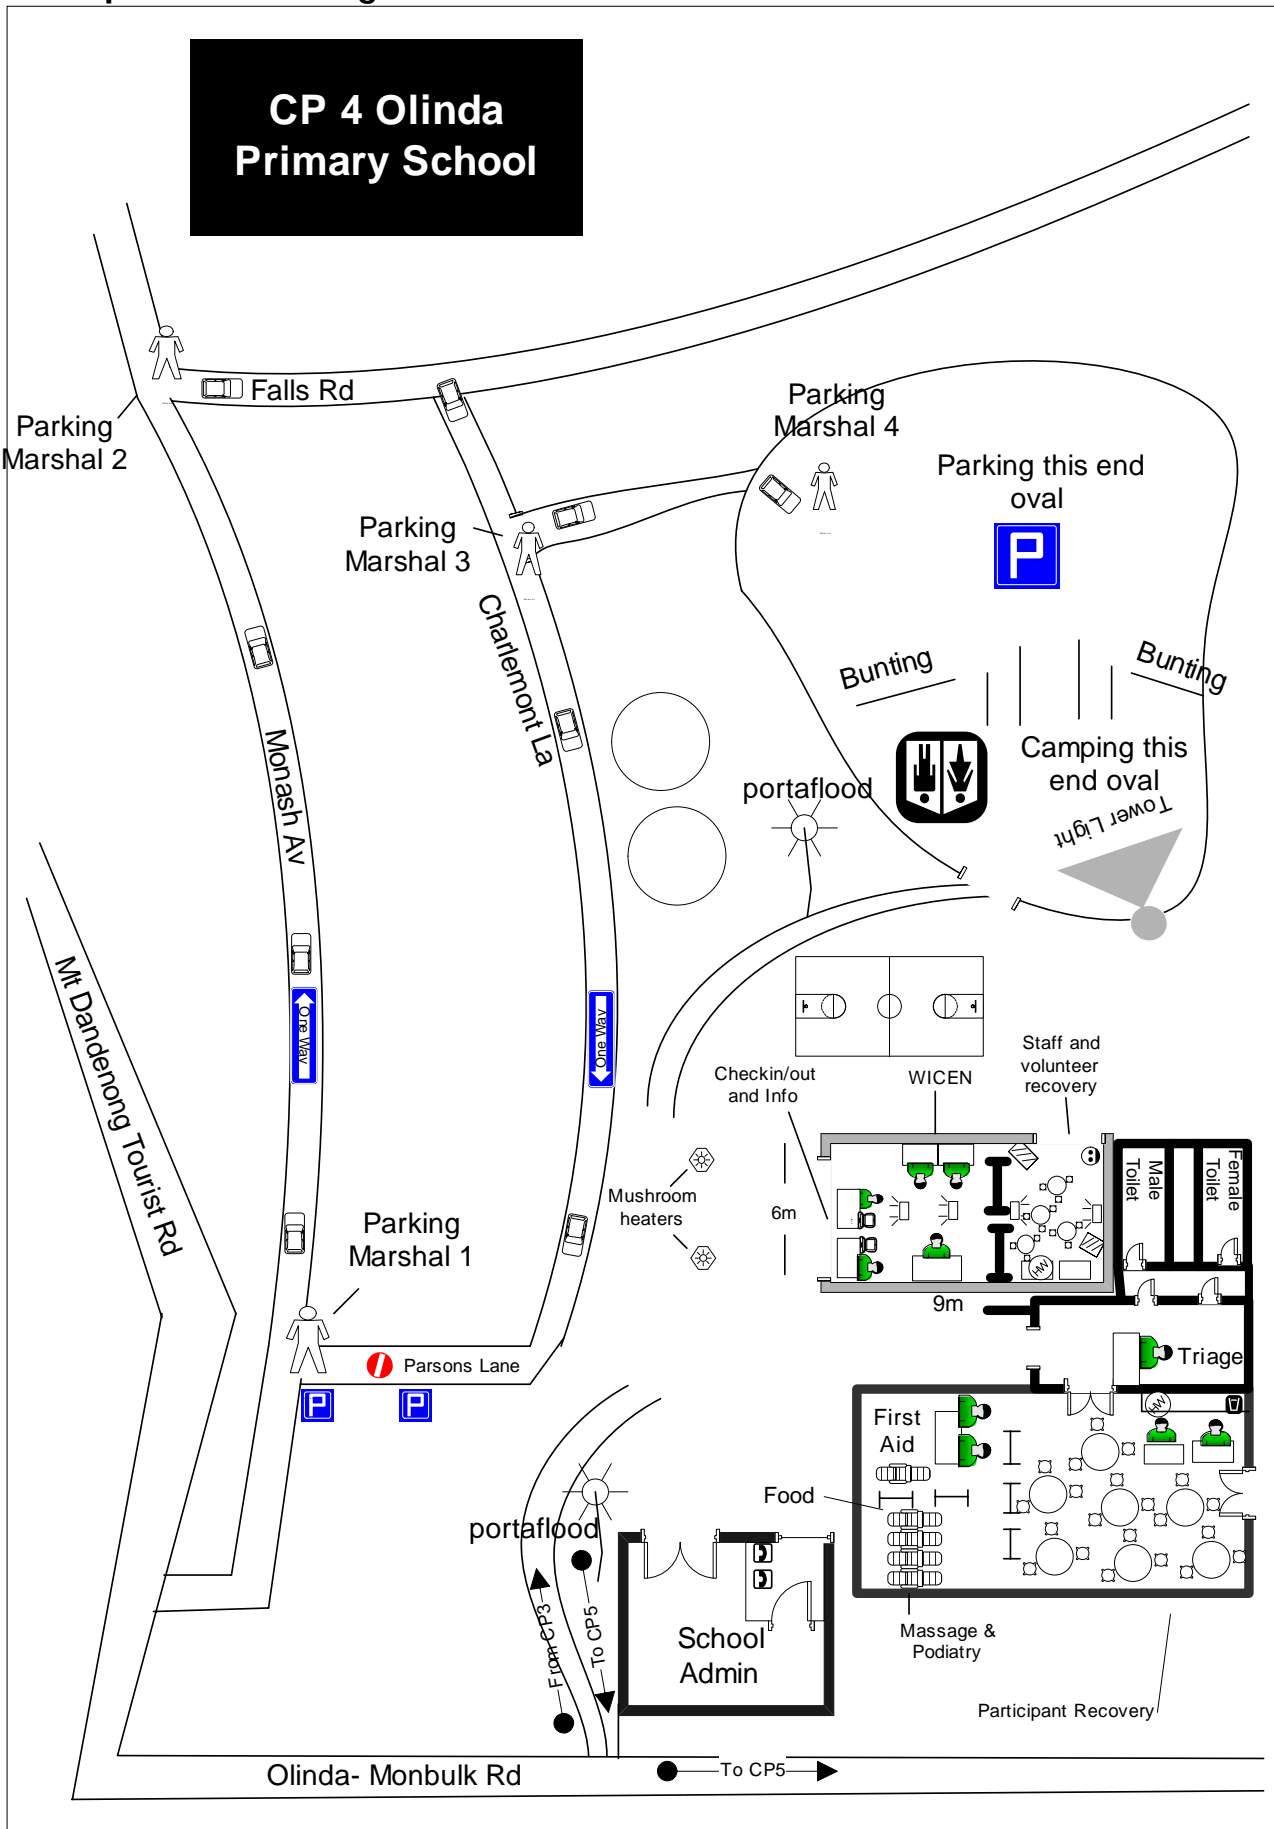 CP 4 Olinda
Primary School
Falls Rd
Parking
Marshal 2
Parking
Marshal 4
Parking this end
oval
P
Parking
Marshal 3
Charlemont La
Bunting
Bunting
Monash Av
Camping this
end oval
portaflood
Tower Light
Mt Dandenong Tourist Rd
One Way
One Way
Staff and
volunteer
recovery
Checkin/out
and Info
WICEN
Mushroom
heaters
6m
Male
Toilet
Female
Toilet
HW
9m
Parking
Marshal 1
Parsons Lane
P
P
Triage
HW
First
Aid
Food
portaflood
From CP3
To CP5
School
Admin
Massage &
Podiatry
Participant Recovery
Olinda- Monbulk Rd
To CP5